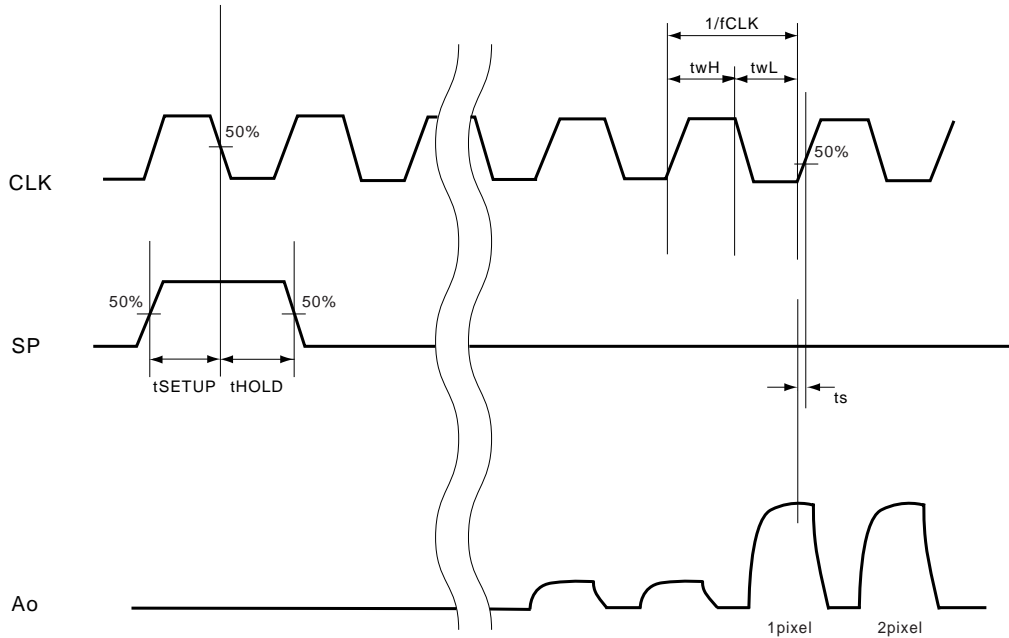 1/fCLK
twH twL
50%
50%
CLK
50%
50%
SP
tSETUP tHOLD
ts
Ao
1pixel 2pixel